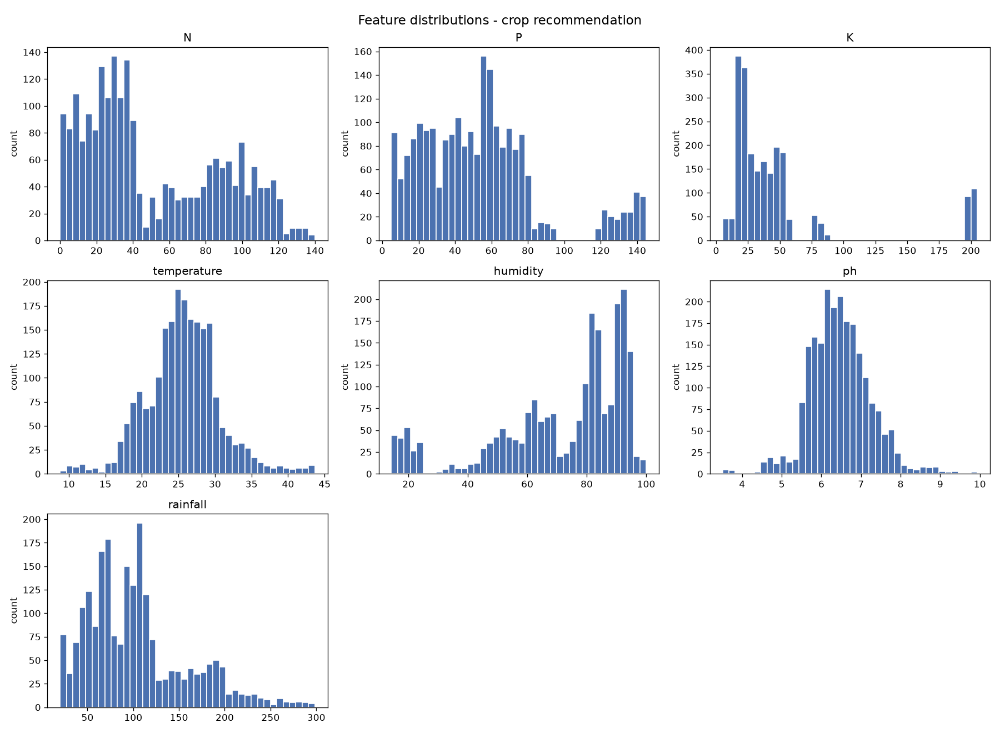 Feature distributions - crop recommendation
N
count
140
120
100
80
60
40
20
0
0 20 40 60 80 100 120 140
P
count
160
140
120
100
80
60
40
20
0
0 20 40 60 80 100 120 140
K
count
400
350
300
250
200
150
100
50
0
0 25 50 75 100 125 150 175 200
temperature
count
200
175
150
125
100
75
50
25
0
10 15 20 25 30 35 40 45
humidity
count
200
175
150
125
100
75
50
25
0
20 40 60 80 100
ph
count
200
175
150
125
100
75
50
25
0
4 5 6 7 8 9 10
rainfall
count
200
175
150
125
100
75
50
25
0
50 100 150 200 250 300